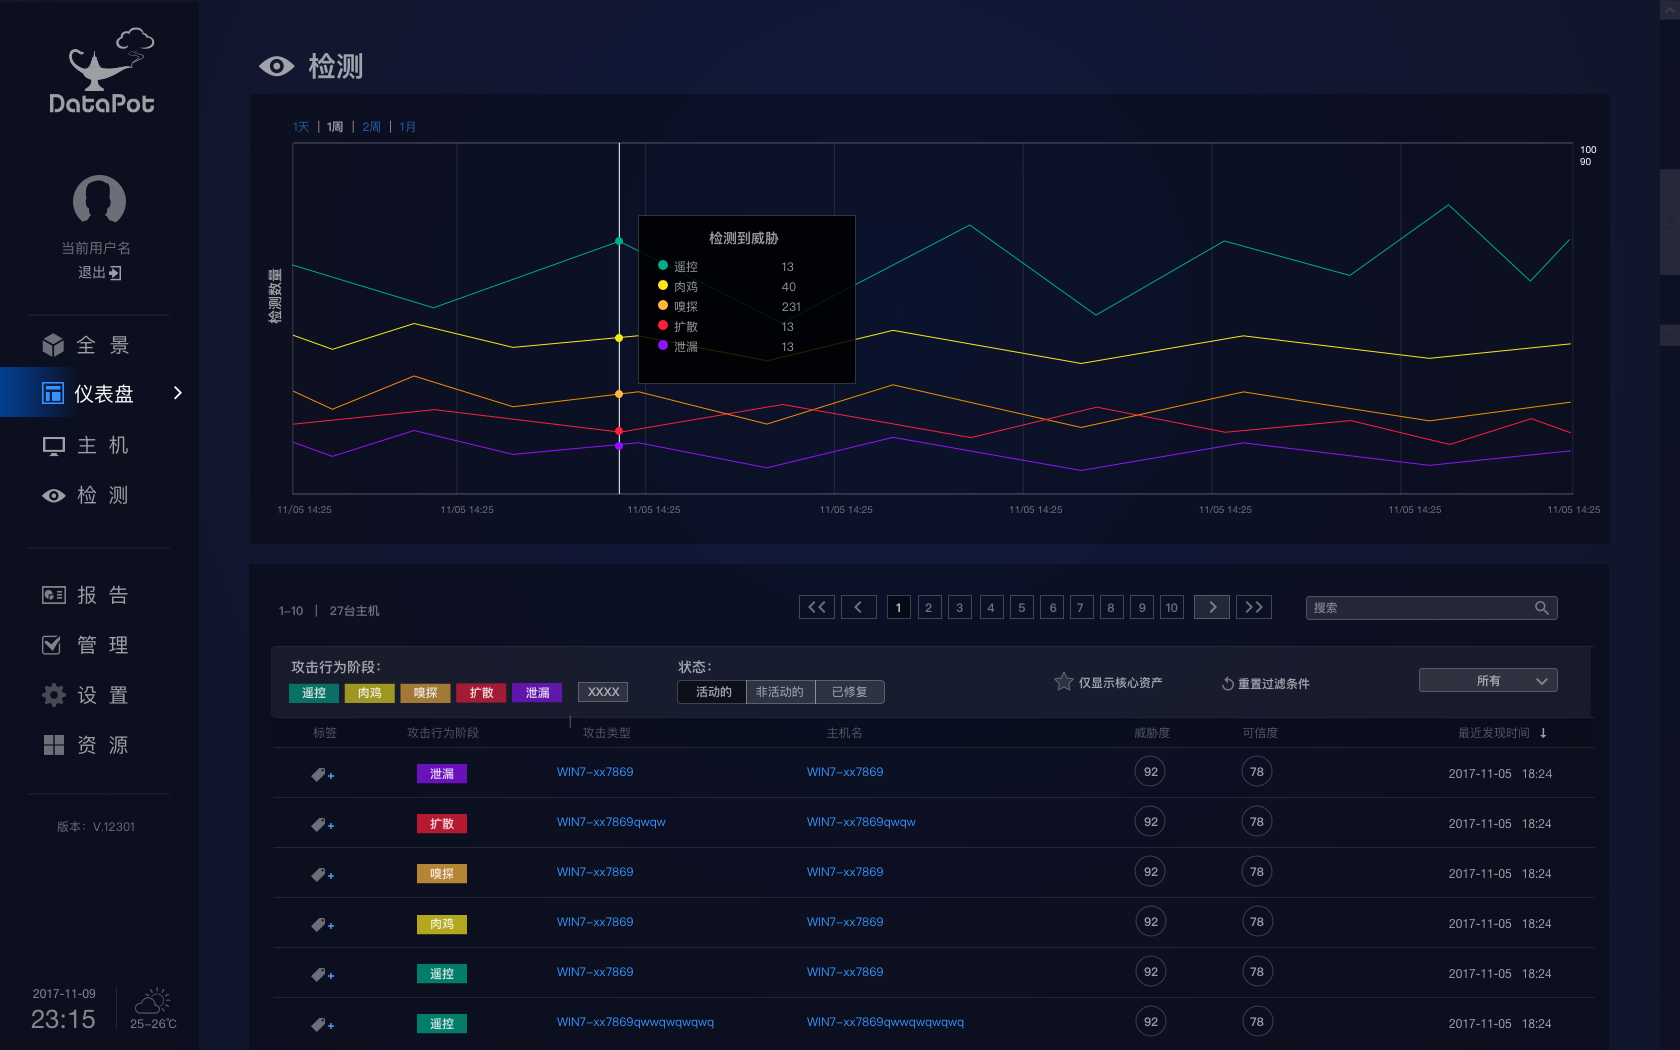 DataPot
当前用户名
退出
全 景
仪表盘
主 机
检 测
报 告
管 理
设 置
资 源
版本：V.12301
2017-11-09
23:15
25-26℃
检测
1天 | 1周 | 2周 | 1月
100
90
检测数量
检测到威胁
遥控 13
肉鸡 40
嗅探 231
扩散 13
泄漏 13
11/05 14:25 11/05 14:25 11/05 14:25 11/05 14:25 11/05 14:25 11/05 14:25 11/05 14:25 11/05 14:25
1-10 | 27台主机
1 2 3 4 5 6 7 8 9 10
搜索
攻击行为阶段：
遥控 肉鸡 嗅探 扩散 泄漏 XXXX
状态：
活动的 非活动的 已修复
仅显示核心资产
重置过滤条件
所有
标签 攻击行为阶段 攻击类型 主机名 威胁度 可信度 最近发现时间
泄漏 WIN7-xx7869 WIN7-xx7869 92 78 2017-11-05 18:24
扩散 WIN7-xx7869qwqw WIN7-xx7869qwqw 92 78 2017-11-05 18:24
嗅探 WIN7-xx7869 WIN7-xx7869 92 78 2017-11-05 18:24
肉鸡 WIN7-xx7869 WIN7-xx7869 92 78 2017-11-05 18:24
遥控 WIN7-xx7869 WIN7-xx7869 92 78 2017-11-05 18:24
遥控 WIN7-xx7869qwwqwqwqwq WIN7-xx7869qwwqwqwqwq 92 78 2017-11-05 18:24